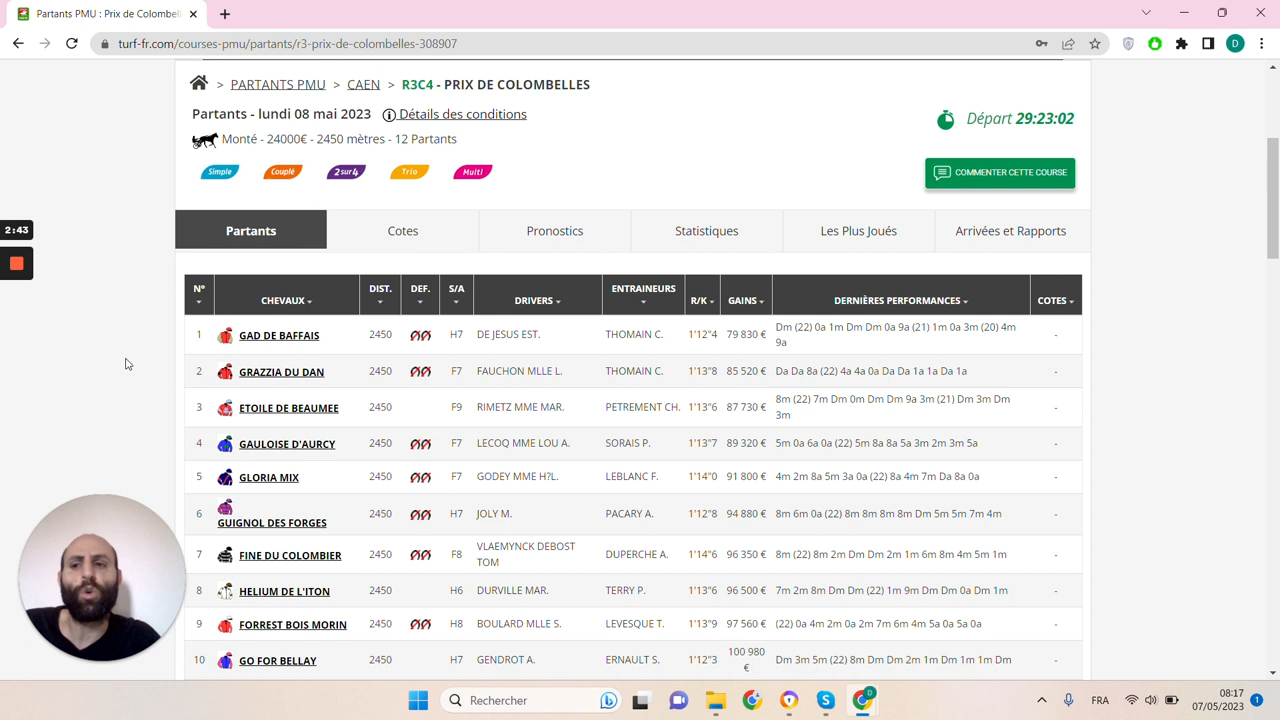 Partants PMU : Prix de Colombell
turf-fr.com/courses-pmu/partants/r3-prix-de-colombelles-308907
D
> PARTANTS PMU > CAEN > R3C4 - PRIX DE COLOMBELLES
Partants - lundi 08 mai 2023 Détails des conditions
Départ 29:23:02
Monté - 24000€ - 2450 mètres - 12 Partants
Simple Couplé 2sur4 Trio Multi
COMMENTER CETTE COURSE
2:43
Partants Cotes Pronostics Statistiques Les Plus Joués Arrivées et Rapports
N° CHEVAUX DIST. DEF. S/A DRIVERS ENTRAINEURS R/K GAINS DERNIÈRES PERFORMANCES COTES
1 GAD DE BAFFAIS 2450 H7 DE JESUS EST. THOMAIN C. 1'12"4 79 830 € Dm (22) 0a 1m Dm Dm 0a 9a (21) 1m 0a 3m (20) 4m -
9a
2 GRAZZIA DU DAN 2450 F7 FAUCHON MLLE L. THOMAIN C. 1'13"8 85 520 € Da Da 8a (22) 4a 4a 0a Da Da 1a 1a Da 1a -
3 ETOILE DE BEAUMEE 2450 F9 RIMETZ MME MAR. PETREMENT CH. 1'13"6 87 730 € 8m (22) 7m Dm 0m Dm Dm 9a 3m (21) Dm 3m Dm -
3m
4 GAULOISE D'AURCY 2450 F7 LECOQ MME LOU A. SORAIS P. 1'13"7 89 320 € 5m 0a 6a 0a (22) 5m 8a 8a 5a 3m 2m 3m 5a -
5 GLORIA MIX 2450 F7 GODEY MME H?L. LEBLANC F. 1'14"0 91 800 € 4m 2m 8a 5m 3a 0a (22) 8a 4m 7m Da 8a 0a -
6 GUIGNOL DES FORGES 2450 H7 JOLY M. PACARY A. 1'12"8 94 880 € 8m 6m 0a (22) 8m 8m 8m 8m Dm 5m 5m 7m 4m -
7 FINE DU COLOMBIER 2450 F8 VLAEMYNCK DEBOST DUPERCHE A. 1'14"6 96 350 € 8m (22) 8m 2m Dm Dm 2m 1m 6m 8m 4m 5m 1m -
TOM
8 HELIUM DE L'ITON 2450 H6 DURVILLE MAR. TERRY P. 1'13"6 96 500 € 7m 2m 8m Dm Dm (22) 1m 9m Dm Dm 0a Dm 1m -
9 FORREST BOIS MORIN 2450 H8 BOULARD MLLE S. LEVESQUE T. 1'13"9 97 560 € (22) 0a 4m 2m 0a 2m 7m 6m 4m 5a 0a 5a 0a -
10 GO FOR BELLAY 2450 H7 GENDROT A. ERNAULT S. 1'12"3 100 980 Dm 3m 5m (22) 8m Dm Dm 2m 1m Dm 1m 1m Dm -
€
Rechercher
FRA
08:17
07/05/2023
1